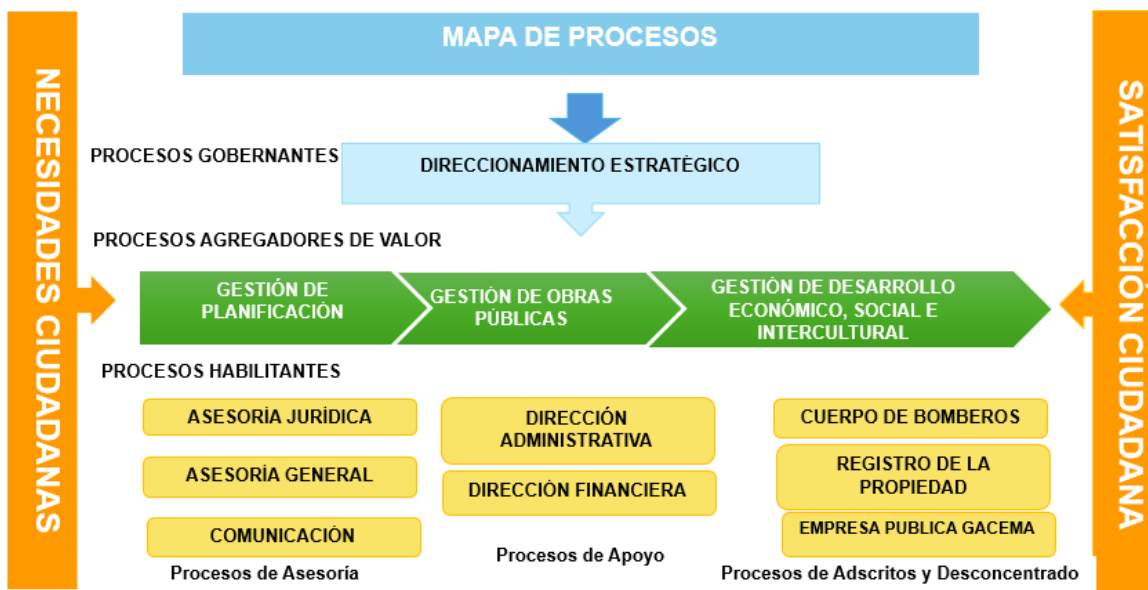 MAPA DE PROCESOS
NECESIDADES CIUDADANAS
SATISFACCIÓN CIUDADANA
PROCESOS GOBERNANTES
DIRECCIONAMIENTO ESTRATÉGICO
PROCESOS AGREGADORES DE VALOR
GESTIÓN DE
PLANIFICACIÓN
GESTIÓN DE OBRAS
PÚBLICAS
GESTIÓN DE DESARROLLO
ECONÓMICO, SOCIAL E
INTERCULTURAL
PROCESOS HABILITANTES
ASESORÍA JURÍDICA
ASESORÍA GENERAL
COMUNICACIÓN
Procesos de Asesoría
DIRECCIÓN
ADMINISTRATIVA
DIRECCIÓN FINANCIERA
Procesos de Apoyo
CUERPO DE BOMBEROS
REGISTRO DE LA
PROPIEDAD
EMPRESA PUBLICA GACEMA
Procesos de Adscritos y Desconcentrado